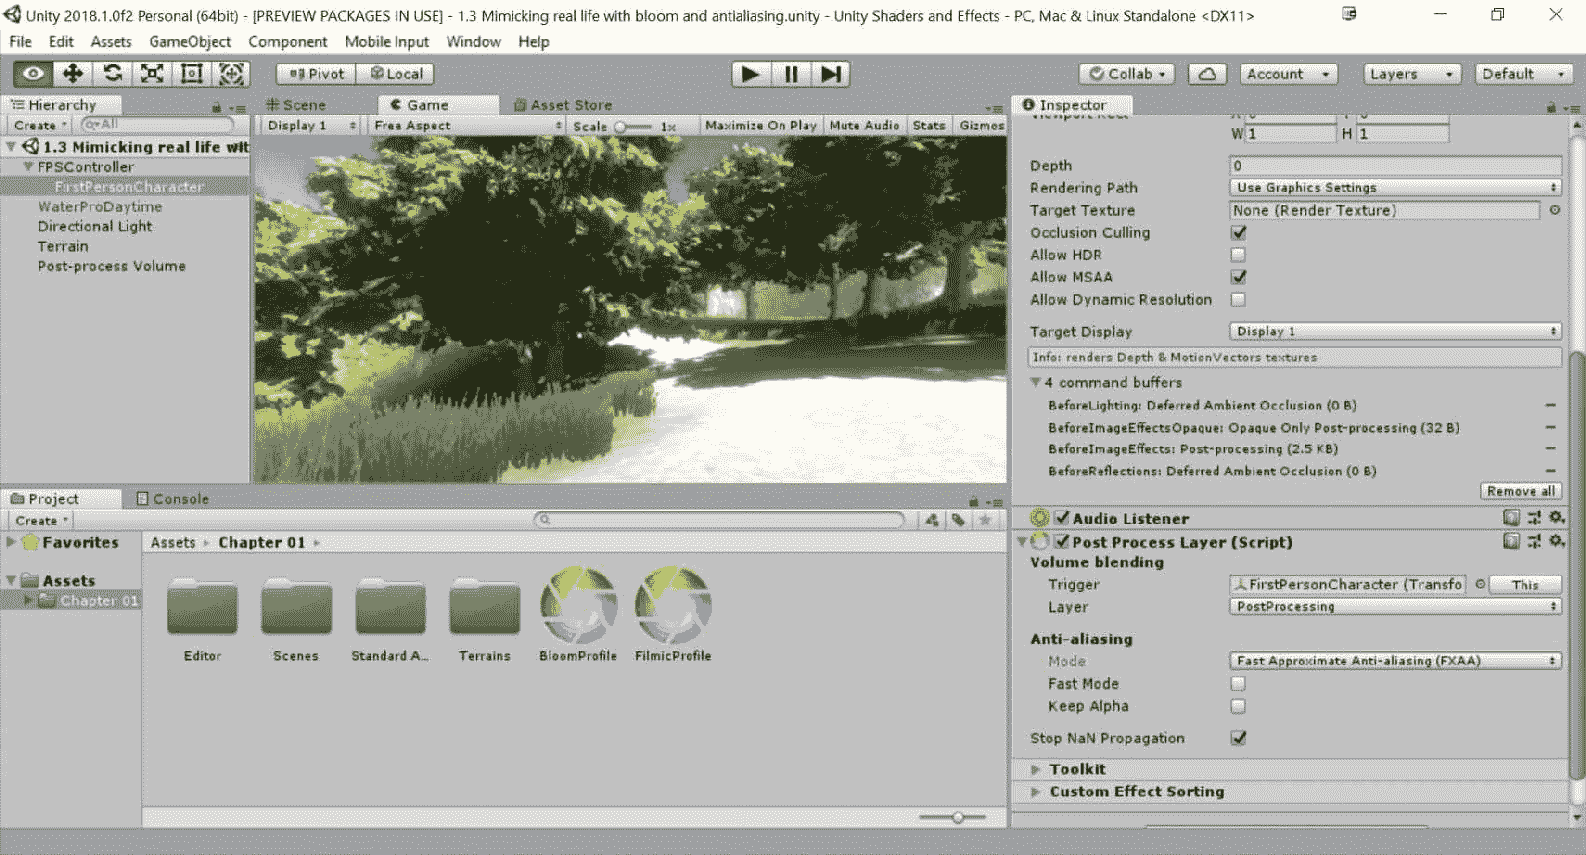 Unity 2018.1.0f2 Personal (64bit) - [PREVIEW PACKAGES IN USE] - 1.3 Mimicking real life with bloom and antialiasing.unity - Unity Shaders and Effects - PC, Mac & Linux Standalone <DX11>
File Edit Assets GameObject Component Mobile Input Window Help
Pivot Local Collab Account Layers Default
Hierarchy
Create All
1.3 Mimicking real life wit
FPSController
FirstPersonCharacter
WaterProDaytime
Directional Light
Terrain
Post-process Volume
Scene Game Asset Store
Display 1 Free Aspect Scale 1x Maximize On Play Mute Audio Stats Gizmos
Inspector
W 1 H 1
Depth 0
Rendering Path Use Graphics Settings
Target Texture None (Render Texture)
Occlusion Culling
Allow HDR
Allow MSAA
Allow Dynamic Resolution
Target Display Display 1
Info: renders Depth & MotionVectors textures
4 command buffers
BeforeLighting: Deferred Ambient Occlusion (0 B)
BeforeImageEffectsOpaque: Opaque Only Post-processing (32 B)
BeforeImageEffects: Post-processing (2.5 KB)
BeforeReflections: Deferred Ambient Occlusion (0 B)
Remove all
Audio Listener
Post Process Layer (Script)
Volume blending
Trigger FirstPersonCharacter (Transfo This
Layer PostProcessing
Anti-aliasing
Mode Fast Approximate Anti-aliasing (FXAA)
Fast Mode
Keep Alpha
Stop NaN Propagation
Toolkit
Custom Effect Sorting
Project Console
Create
Favorites
Assets
Chapter 01
Assets Chapter 01
Editor Scenes Standard A... Terrains BloomProfile FilmicProfile